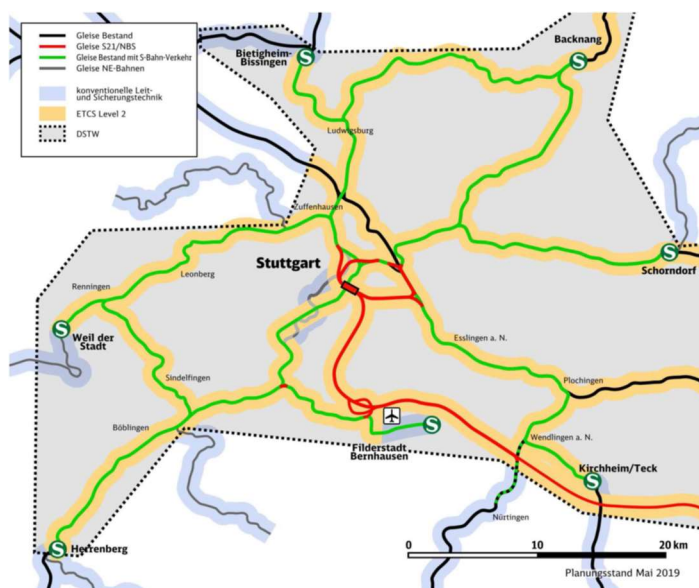 Gleise Bestand
Gleise S21/NBS
Gleise Bestand mit S-Bahn-Verkehr
Gleise NE-Bahnen
konventionelle Leit-
und Sicherungstechnik
ETCS Level 2
DSTW
Bietigheim-
Bissingen
S
Backnang
S
Ludwigsburg
Zuffenhausen
Stuttgart
S
Schorndorf
Leonberg
Renningen
S
Weil der
Stadt
Esslingen a. N.
Sindelfingen
Plochingen
Böblingen
S
Filderstadt
Bernhausen
Wendlingen a. N.
Kirchheim/Teck
S
Nürtingen
S
Herrenberg
0
10
20 km
Planungsstand Mai 2019